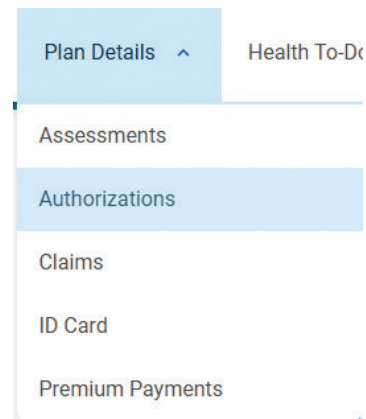 Plan Details Health To-Do
Assessments
Authorizations
Claims
ID Card
Premium Payments